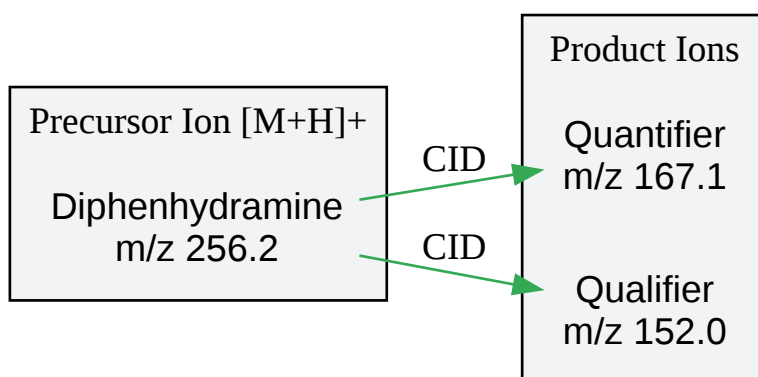 Precursor Ion [M+H]+
Diphenhydramine
m/z 256.2
CID
CID
Product Ions
Quantifier
m/z 167.1
Qualifier
m/z 152.0